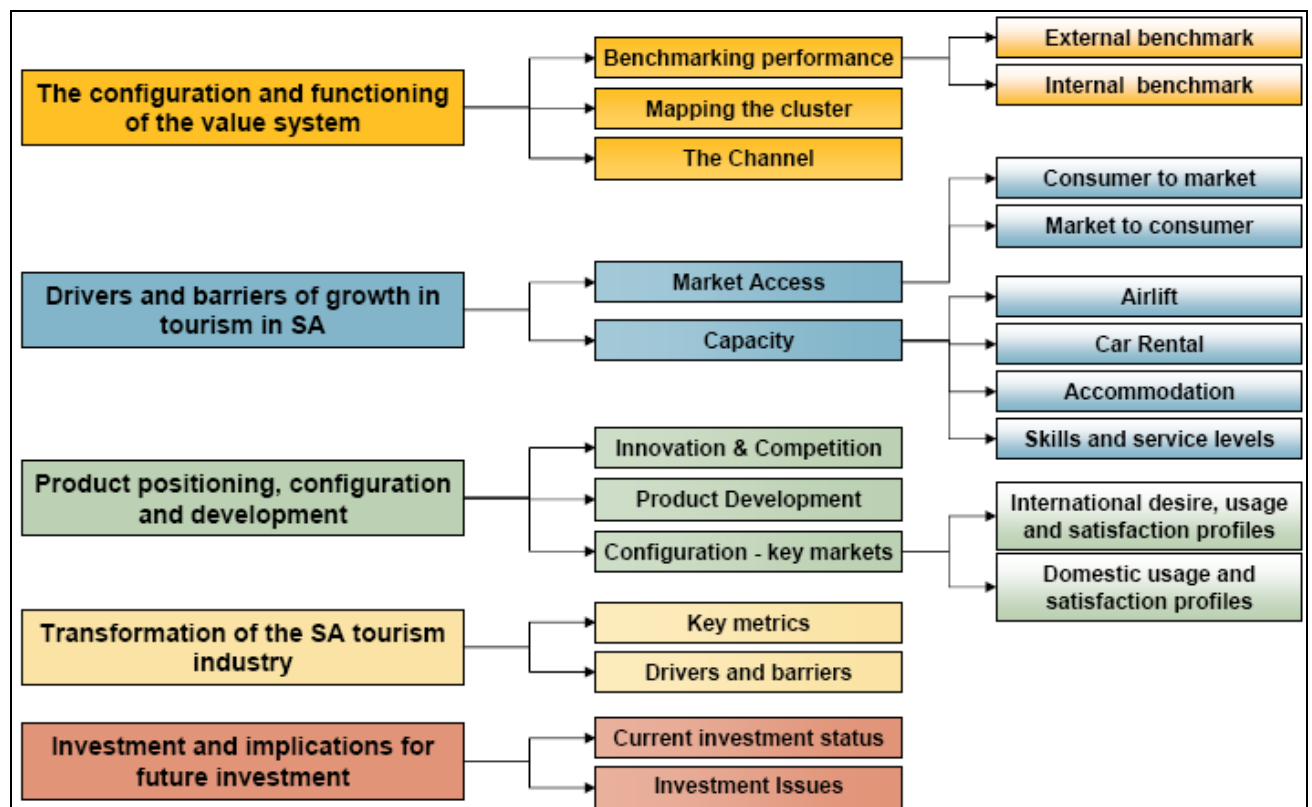 The configuration and functioning
of the value system
Benchmarking performance
Mapping the cluster
The Channel
External benchmark
Internal benchmark
Drivers and barriers of growth in
tourism in SA
Market Access
Capacity
Consumer to market
Market to consumer
Airlift
Car Rental
Accommodation
Skills and service levels
Product positioning, configuration
and development
Innovation & Competition
Product Development
Configuration - key markets
International desire, usage
and satisfaction profiles
Domestic usage and
satisfaction profiles
Transformation of the SA tourism
industry
Key metrics
Drivers and barriers
Investment and implications for
future investment
Current investment status
Investment Issues